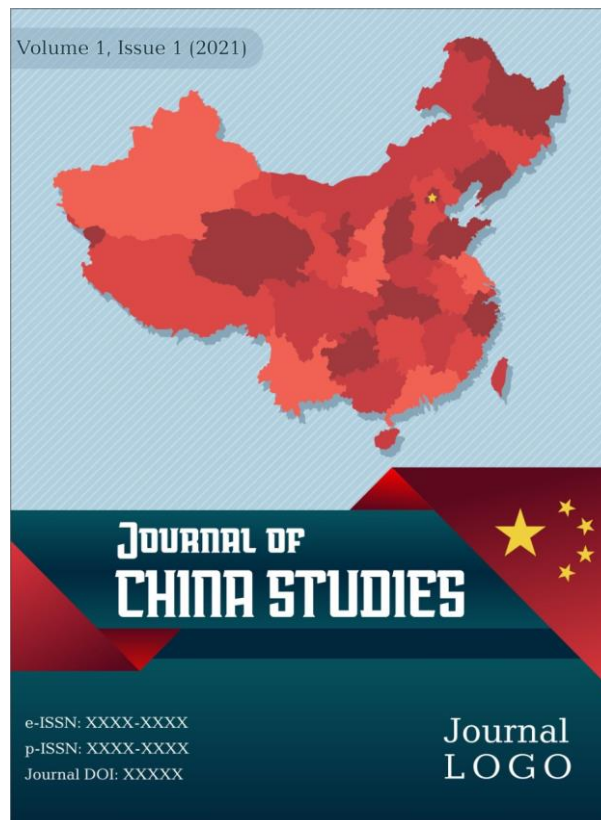 Volume 1, Issue 1 (2021)
JOURNAL OF
CHINA STUDIES
e-ISSN: XXXX-XXXX
p-ISSN: XXXX-XXXX
Journal DOI: XXXXX
Journal
LOGO